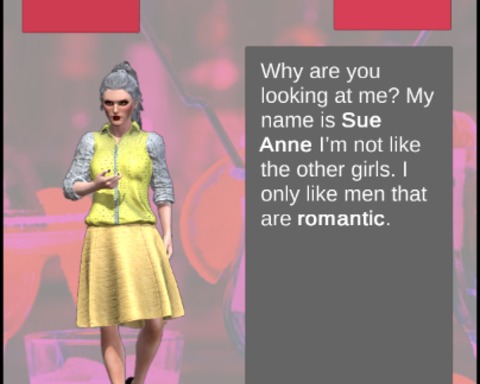 Why are you
looking at me? My
name is Sue
Anne I'm not like
the other girls. I
only like men that
are romantic.